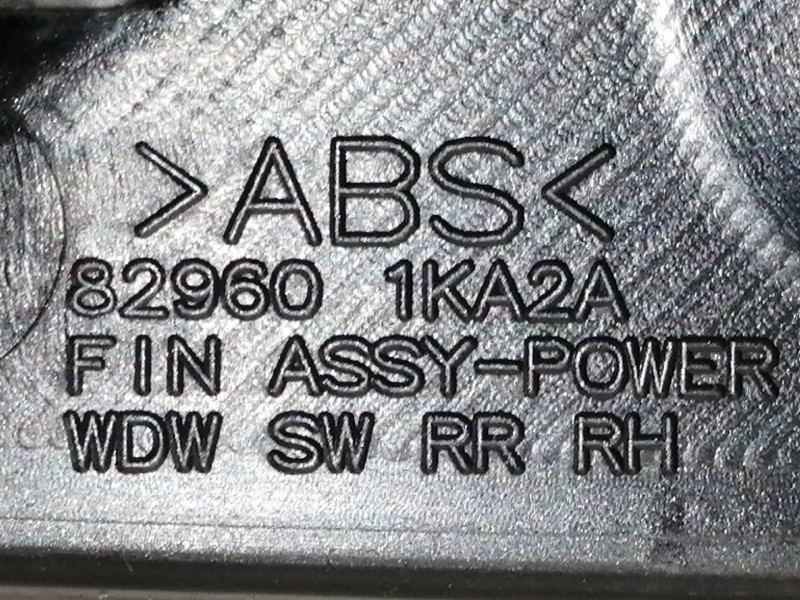 >ABS<
82960 1KA2A
FIN ASSY-POWER
WDW SW RR RH